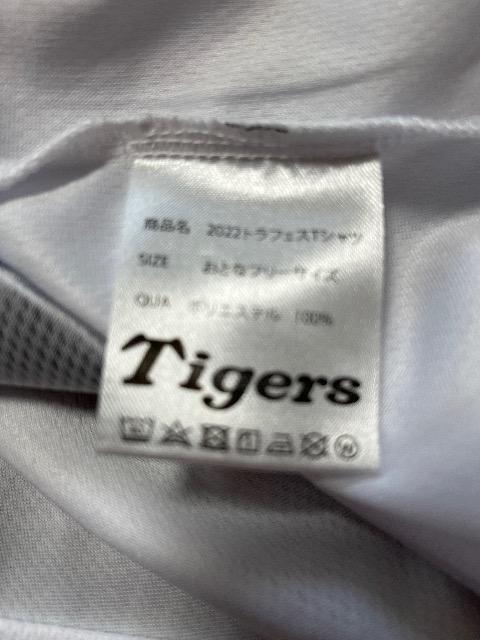 商品名 2022トラフェスTシャツ
SIZE おとなフリーサイズ
QUA ポリエステル 100%
Tigers